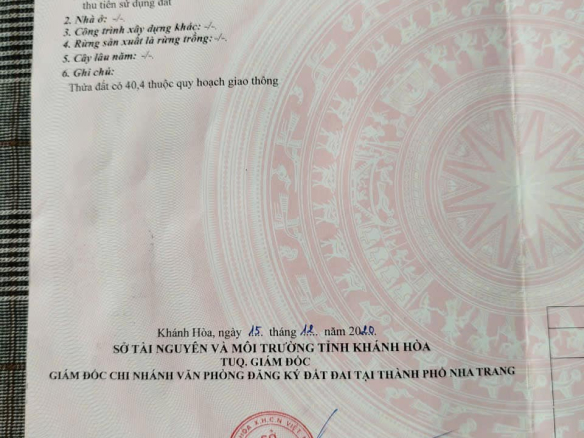 thu tiền sử dụng đất
2. Nhà ở: -/-.
3. Công trình xây dựng khác: -/-.
4. Rừng sản xuất là rừng trồng: -/-.
5. Cây lâu năm: -/-.
6. Ghi chú:
Thửa đất có 40,4 thuộc quy hoạch giao thông
Khánh Hòa, ngày 15 tháng 12 năm 2020
SỞ TÀI NGUYÊN VÀ MÔI TRƯỜNG TỈNH KHÁNH HÒA
TUQ. GIÁM ĐỐC
GIÁM ĐỐC CHI NHÁNH VĂN PHÒNG ĐĂNG KÝ ĐẤT ĐAI TẠI THÀNH PHỐ NHA TRANG
HÒA X.H.C.N VIỆT
SỞ